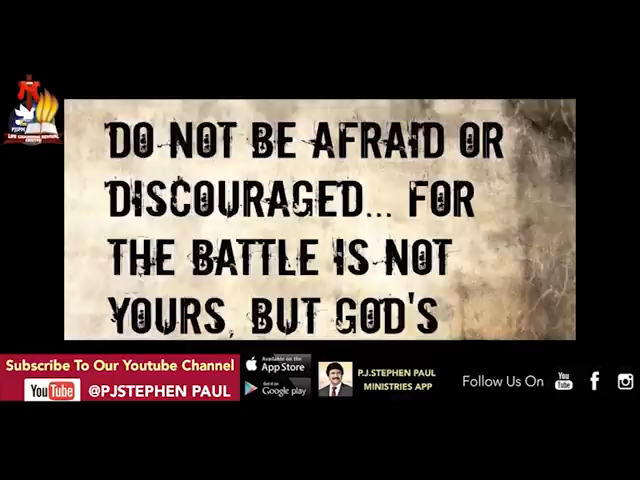 DO NOT BE AFRAID OR
DISCOURAGED... FOR
THE BATTLE IS NOT
YOURS, BUT GOD'S
Subscribe To Our Youtube Channel
YouTube @PJSTEPHEN PAUL
Available on the
App Store
Get it on
Google play
P.J.STEPHEN PAUL
MINISTRIES APP
Follow Us On
You
Tube